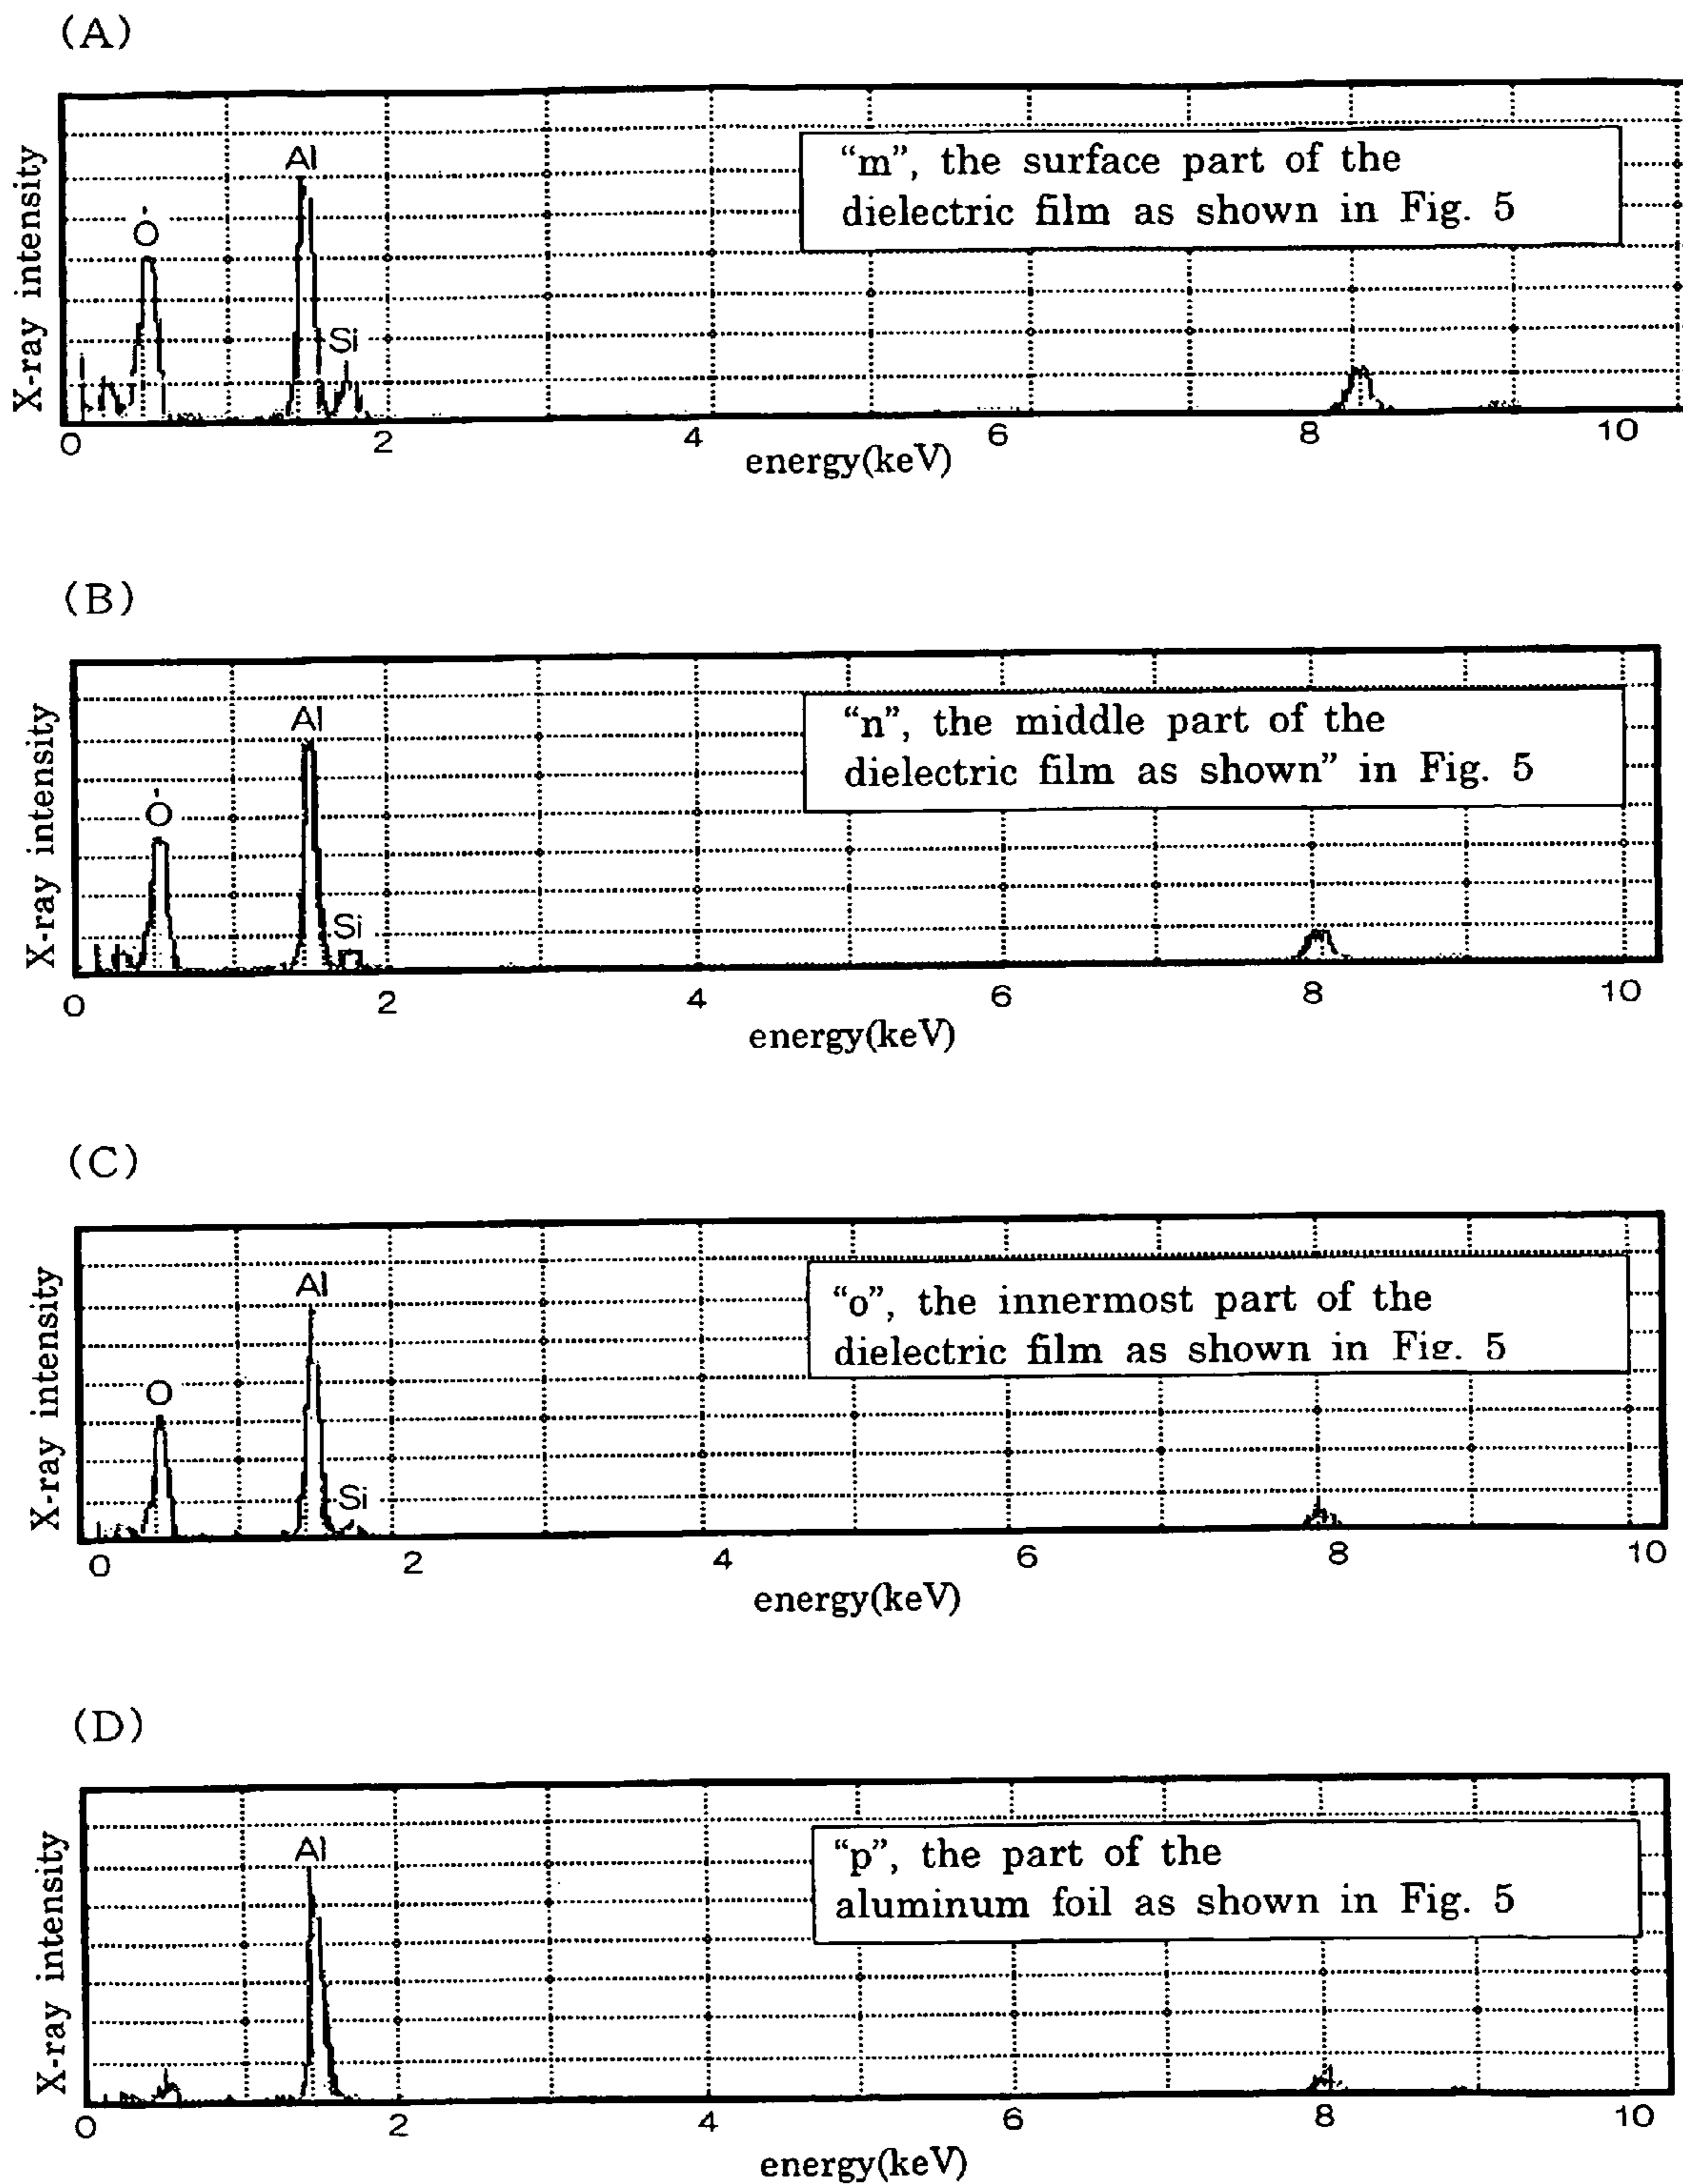 (A)
X-ray intensity
O
Al
Si
“m”, the surface part of the
dielectric film as shown in Fig. 5
0 2 4 6 8 10
energy(keV)
(B)
X-ray intensity
O
Al
Si
“n”, the middle part of the
dielectric film as shown” in Fig. 5
0 2 4 6 8 10
energy(keV)
(C)
X-ray intensity
O
Al
Si
“o”, the innermost part of the
dielectric film as shown in Fig. 5
0 2 4 6 8 10
energy(keV)
(D)
X-ray intensity
Al
“p”, the part of the
aluminum foil as shown in Fig. 5
0 2 4 6 8 10
energy(keV)